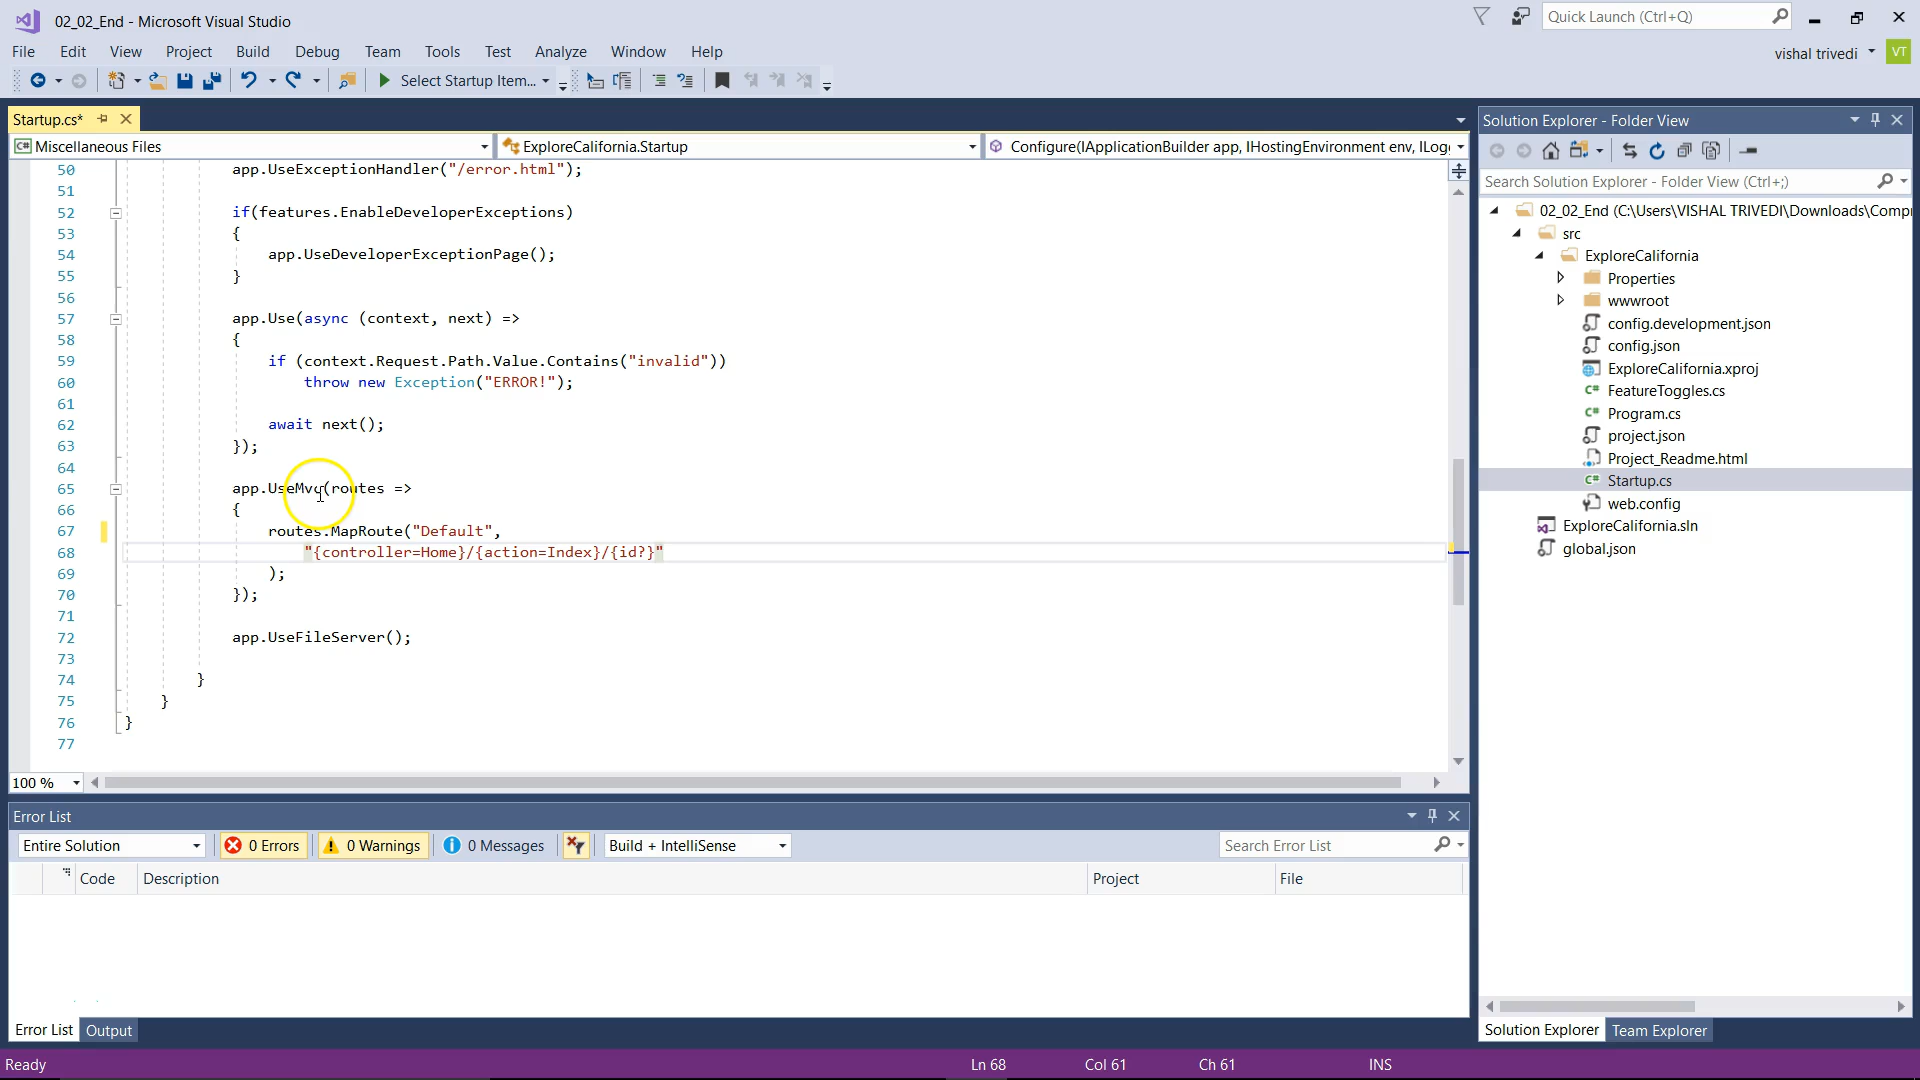 02_02_End - Microsoft Visual Studio
Quick Launch (Ctrl+Q)
File Edit View Project Build Debug Team Tools Test Analyze Window Help
vishal trivedi VT
Select Startup Item...
Startup.cs*
Miscellaneous Files
ExploreCalifornia.Startup
Configure(IApplicationBuilder app, IHostingEnvironment env, ILogg
50 app.UseExceptionHandler("/error.html");
51
52 if(features.EnableDeveloperExceptions)
53 {
54 app.UseDeveloperExceptionPage();
55 }
56
57 app.Use(async (context, next) =>
58 {
59 if (context.Request.Path.Value.Contains("invalid"))
60 throw new Exception("ERROR!");
61
62 await next();
63 });
64
65 app.UseMvc(routes =>
66 {
67 routes.MapRoute("Default",
68 "{controller=Home}/{action=Index}/{id?}"
69 );
70 });
71
72 app.UseFileServer();
73
74 }
75 }
76 }
77
100 %
Error List
Entire Solution 0 Errors 0 Warnings 0 Messages Build + IntelliSense Search Error List
Code Description Project File
Error List Output
Solution Explorer - Folder View
Search Solution Explorer - Folder View (Ctrl+;)
02_02_End (C:\Users\VISHAL TRIVEDI\Downloads\Compr
src
ExploreCalifornia
Properties
wwwroot
config.development.json
config.json
ExploreCalifornia.xproj
FeatureToggles.cs
Program.cs
project.json
Project_Readme.html
Startup.cs
web.config
ExploreCalifornia.sln
global.json
Solution Explorer Team Explorer
Ready Ln 68 Col 61 Ch 61 INS